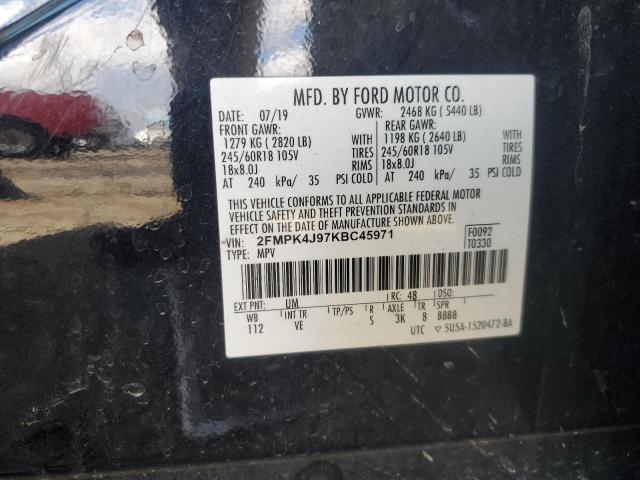 MFD. BY FORD MOTOR CO.
DATE: 07/19 GVWR: 2468 KG ( 5440 LB)
FRONT GAWR: REAR GAWR:
1279 KG ( 2820 LB) 1198 KG ( 2640 LB)
245/60R18 105V TIRES 245/60R18 105V TIRES
18x8.0J RIMS 18x8.0J RIMS
AT 240 kPa/ 35 PSI COLD AT 240 kPa/ 35 PSI COLD
THIS VEHICLE CONFORMS TO ALL APPLICABLE FEDERAL MOTOR
VEHICLE SAFETY AND THEFT PREVENTION STANDARDS IN
EFFECT ON THE DATE OF MANUFACTURE SHOWN ABOVE.
VIN: 2FMPK4J97KBC45971 F0092
TYPE: MPV T0330
EXT PNT: UM RC: 48 DSO:
WB INT TR TP/PS R AXLE TR SPR
112 VE S 3K 8 BBBB
UTC ▽ SU5A-1520472-BA